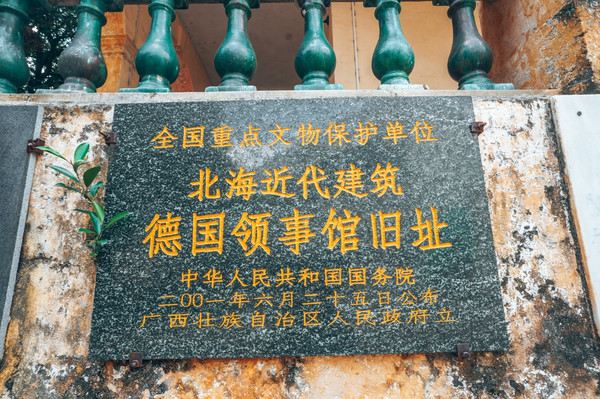 全国重点文物保护单位
北海近代建筑
德国领事馆旧址
中华人民共和国国务院
二00一年六月二十五日公布
广西壮族自治区人民政府立